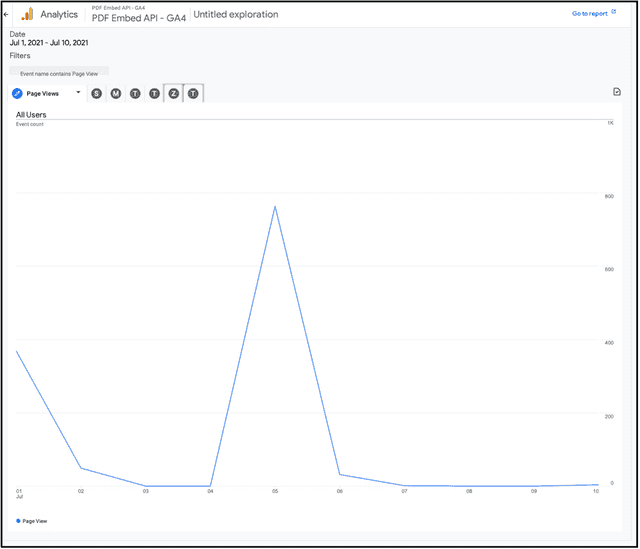 Analytics
PDF Embed API - GA4
PDF Embed API - GA4
Untitled exploration
Go to report
Date
Jul 1, 2021 - Jul 10, 2021
Filters
Event name contains Page View
Page Views
S M T T Z T
All Users
Event count
1K
800
600
400
200
0
01 02 03 04 05 06 07 08 09 10
Jul
Page View